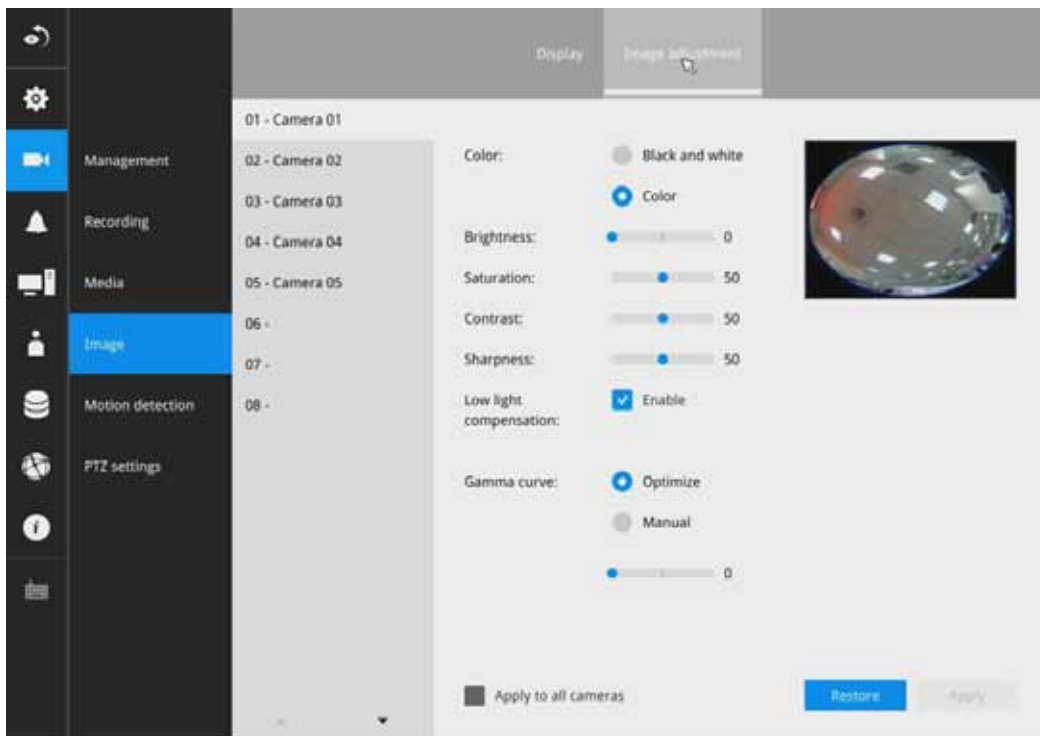 Display
Image adjustment
01 - Camera 01
Management
02 - Camera 02
Color:
Black and white
03 - Camera 03
Color
Recording
04 - Camera 04
Brightness:
0
Media
05 - Camera 05
Saturation:
50
06 -
Contrast:
50
Image
07 -
Sharpness:
50
Motion detection
08 -
Low light
compensation:
Enable
PTZ settings
Gamma curve:
Optimize
Manual
0
Apply to all cameras
Restore
Apply